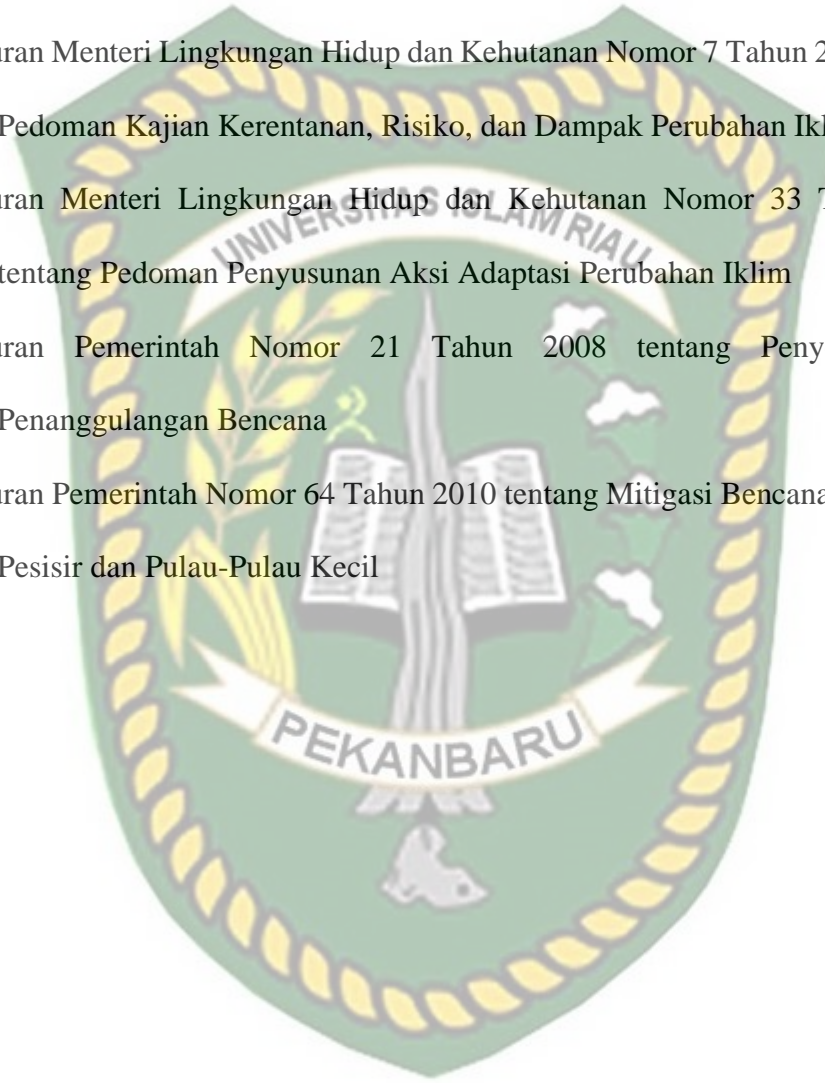 uran Menteri Lingkungan Hidup dan Kehutanan Nomor 7 Tahun 2
Pedoman Kajian Kerentanan, Risiko, dan Dampak Perubahan Ikl
uran Menteri Lingkungan Hidup dan Kehutanan Nomor 33 T
UNIVERSITAS ISLAM RIAU
tentang Pedoman Penyusunan Aksi Adaptasi Perubahan Iklim
uran Pemerintah Nomor 21 Tahun 2008 tentang Peny
Penanggulangan Bencana
uran Pemerintah Nomor 64 Tahun 2010 tentang Mitigasi Bencana
Pesisir dan Pulau-Pulau Kecil
PEKANBARU